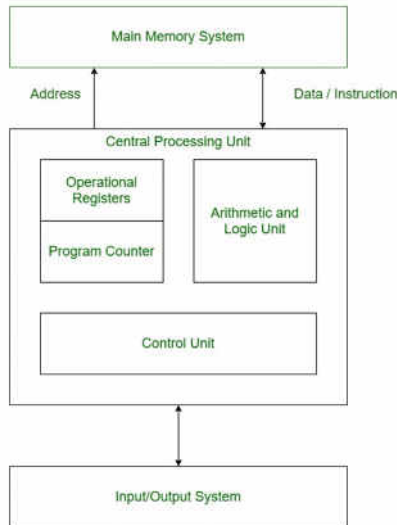 Main Memory System
Address
Data / Instruction
Central Processing Unit
Operational
Registers
Program Counter
Arithmetic and
Logic Unit
Control Unit
Input/Output System